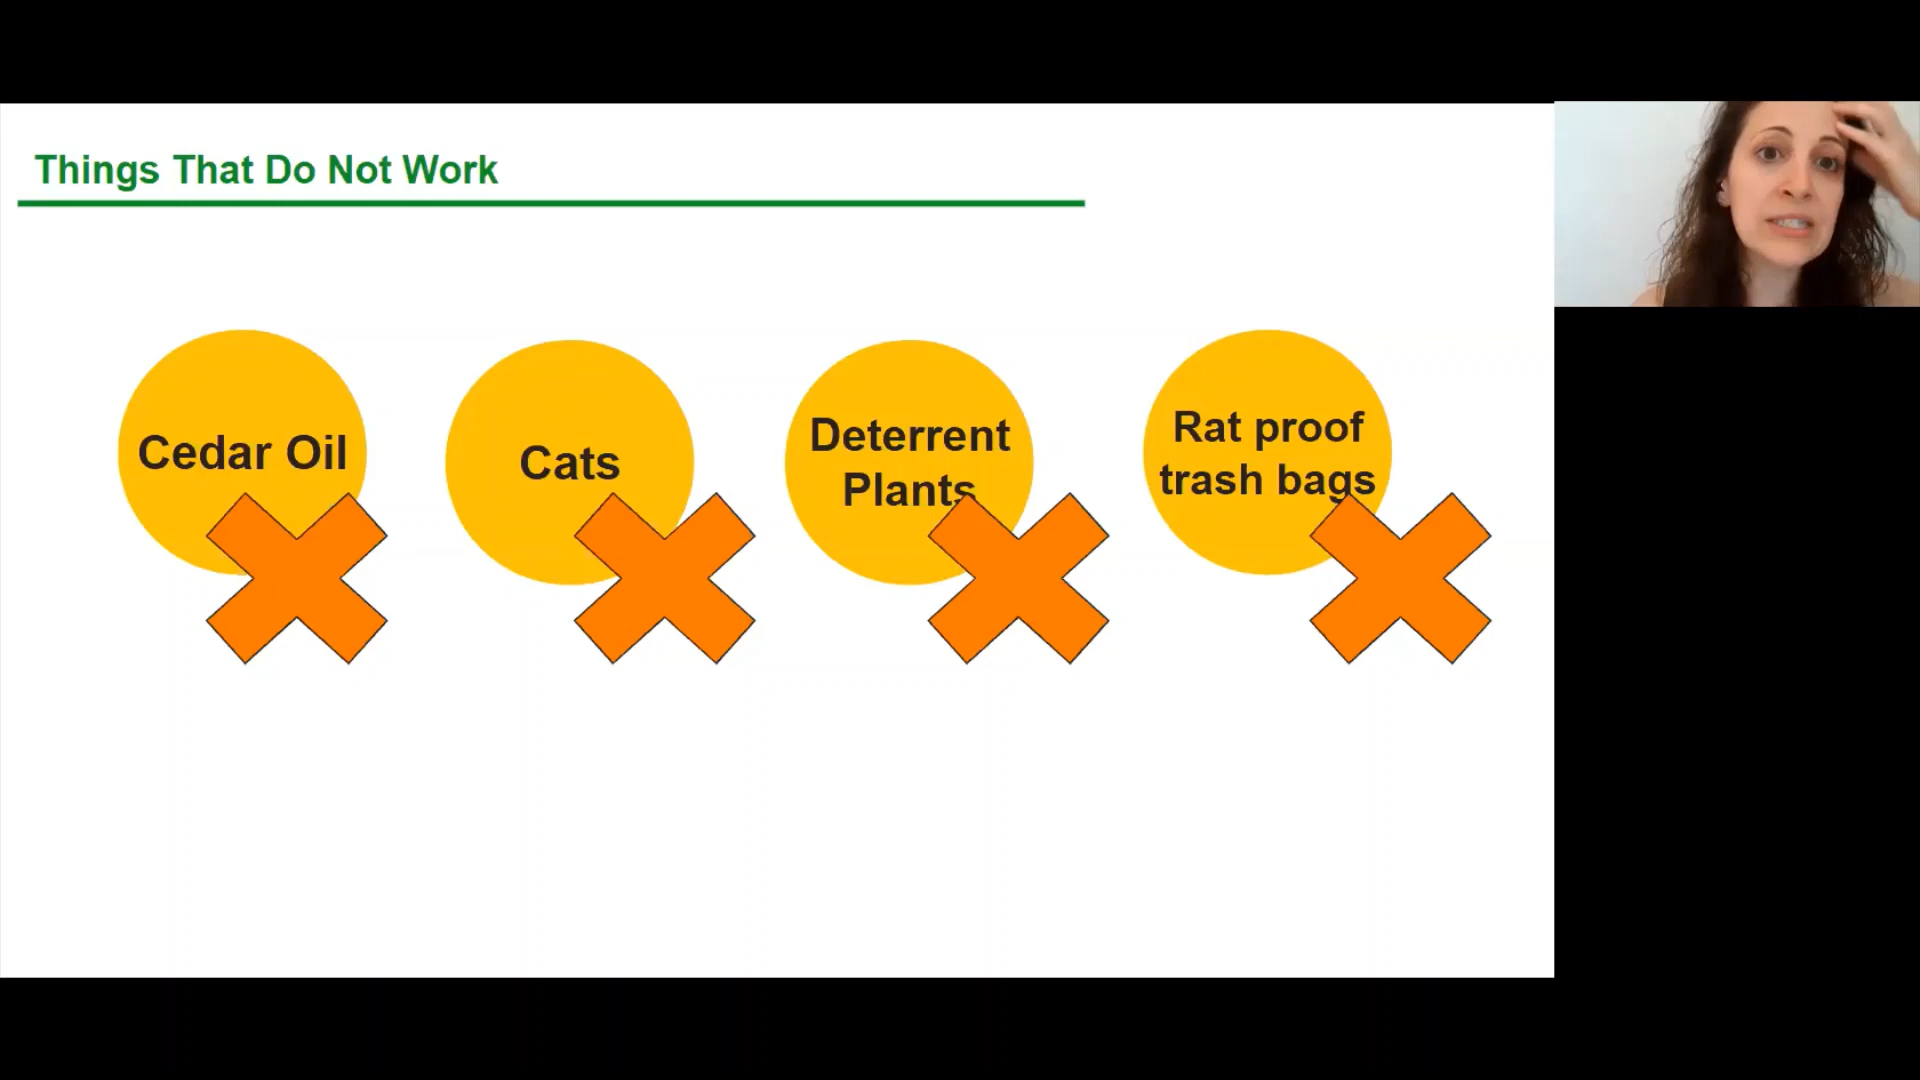 Things That Do Not Work
Cedar Oil
Cats
Deterrent
Plants
Rat proof
trash bags